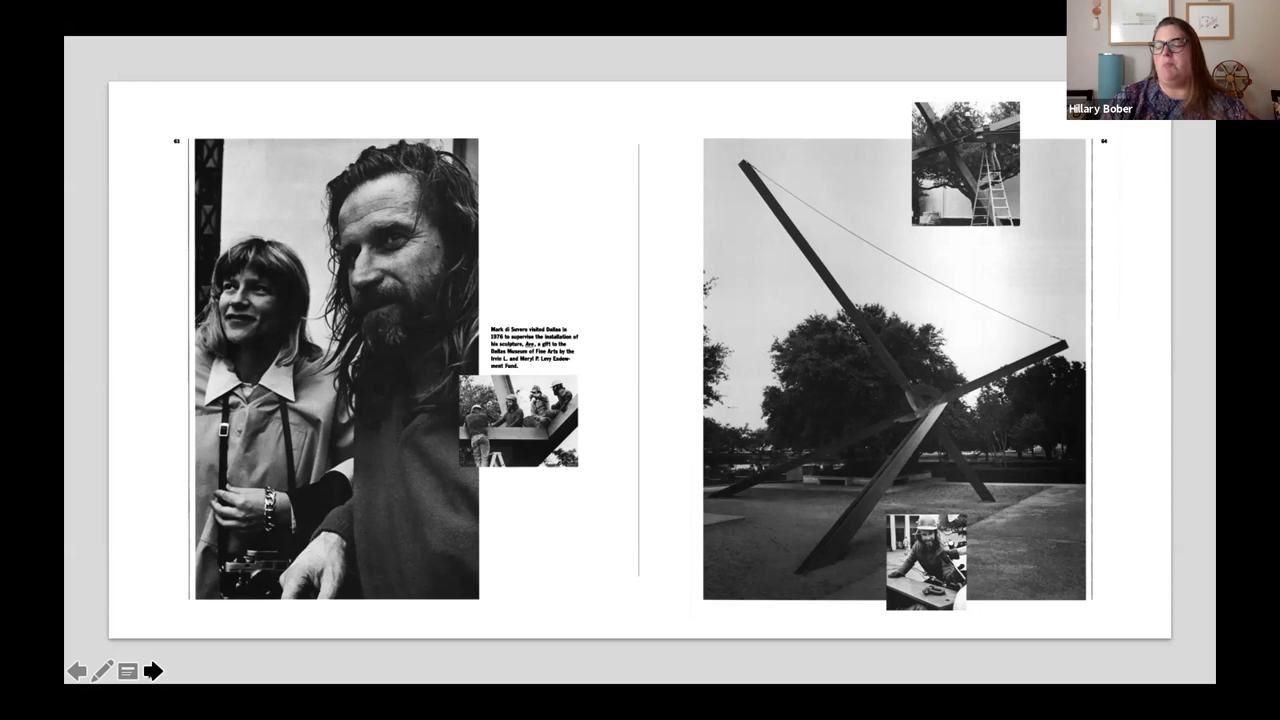 Hillary Bober
63
64
Mark di Suvero visited Dallas in
1976 to supervise the installation of
his sculpture, Ave, a gift to the
Dallas Museum of Fine Arts by the
Irvin L. and Meryl P. Levy Endow-
ment Fund.